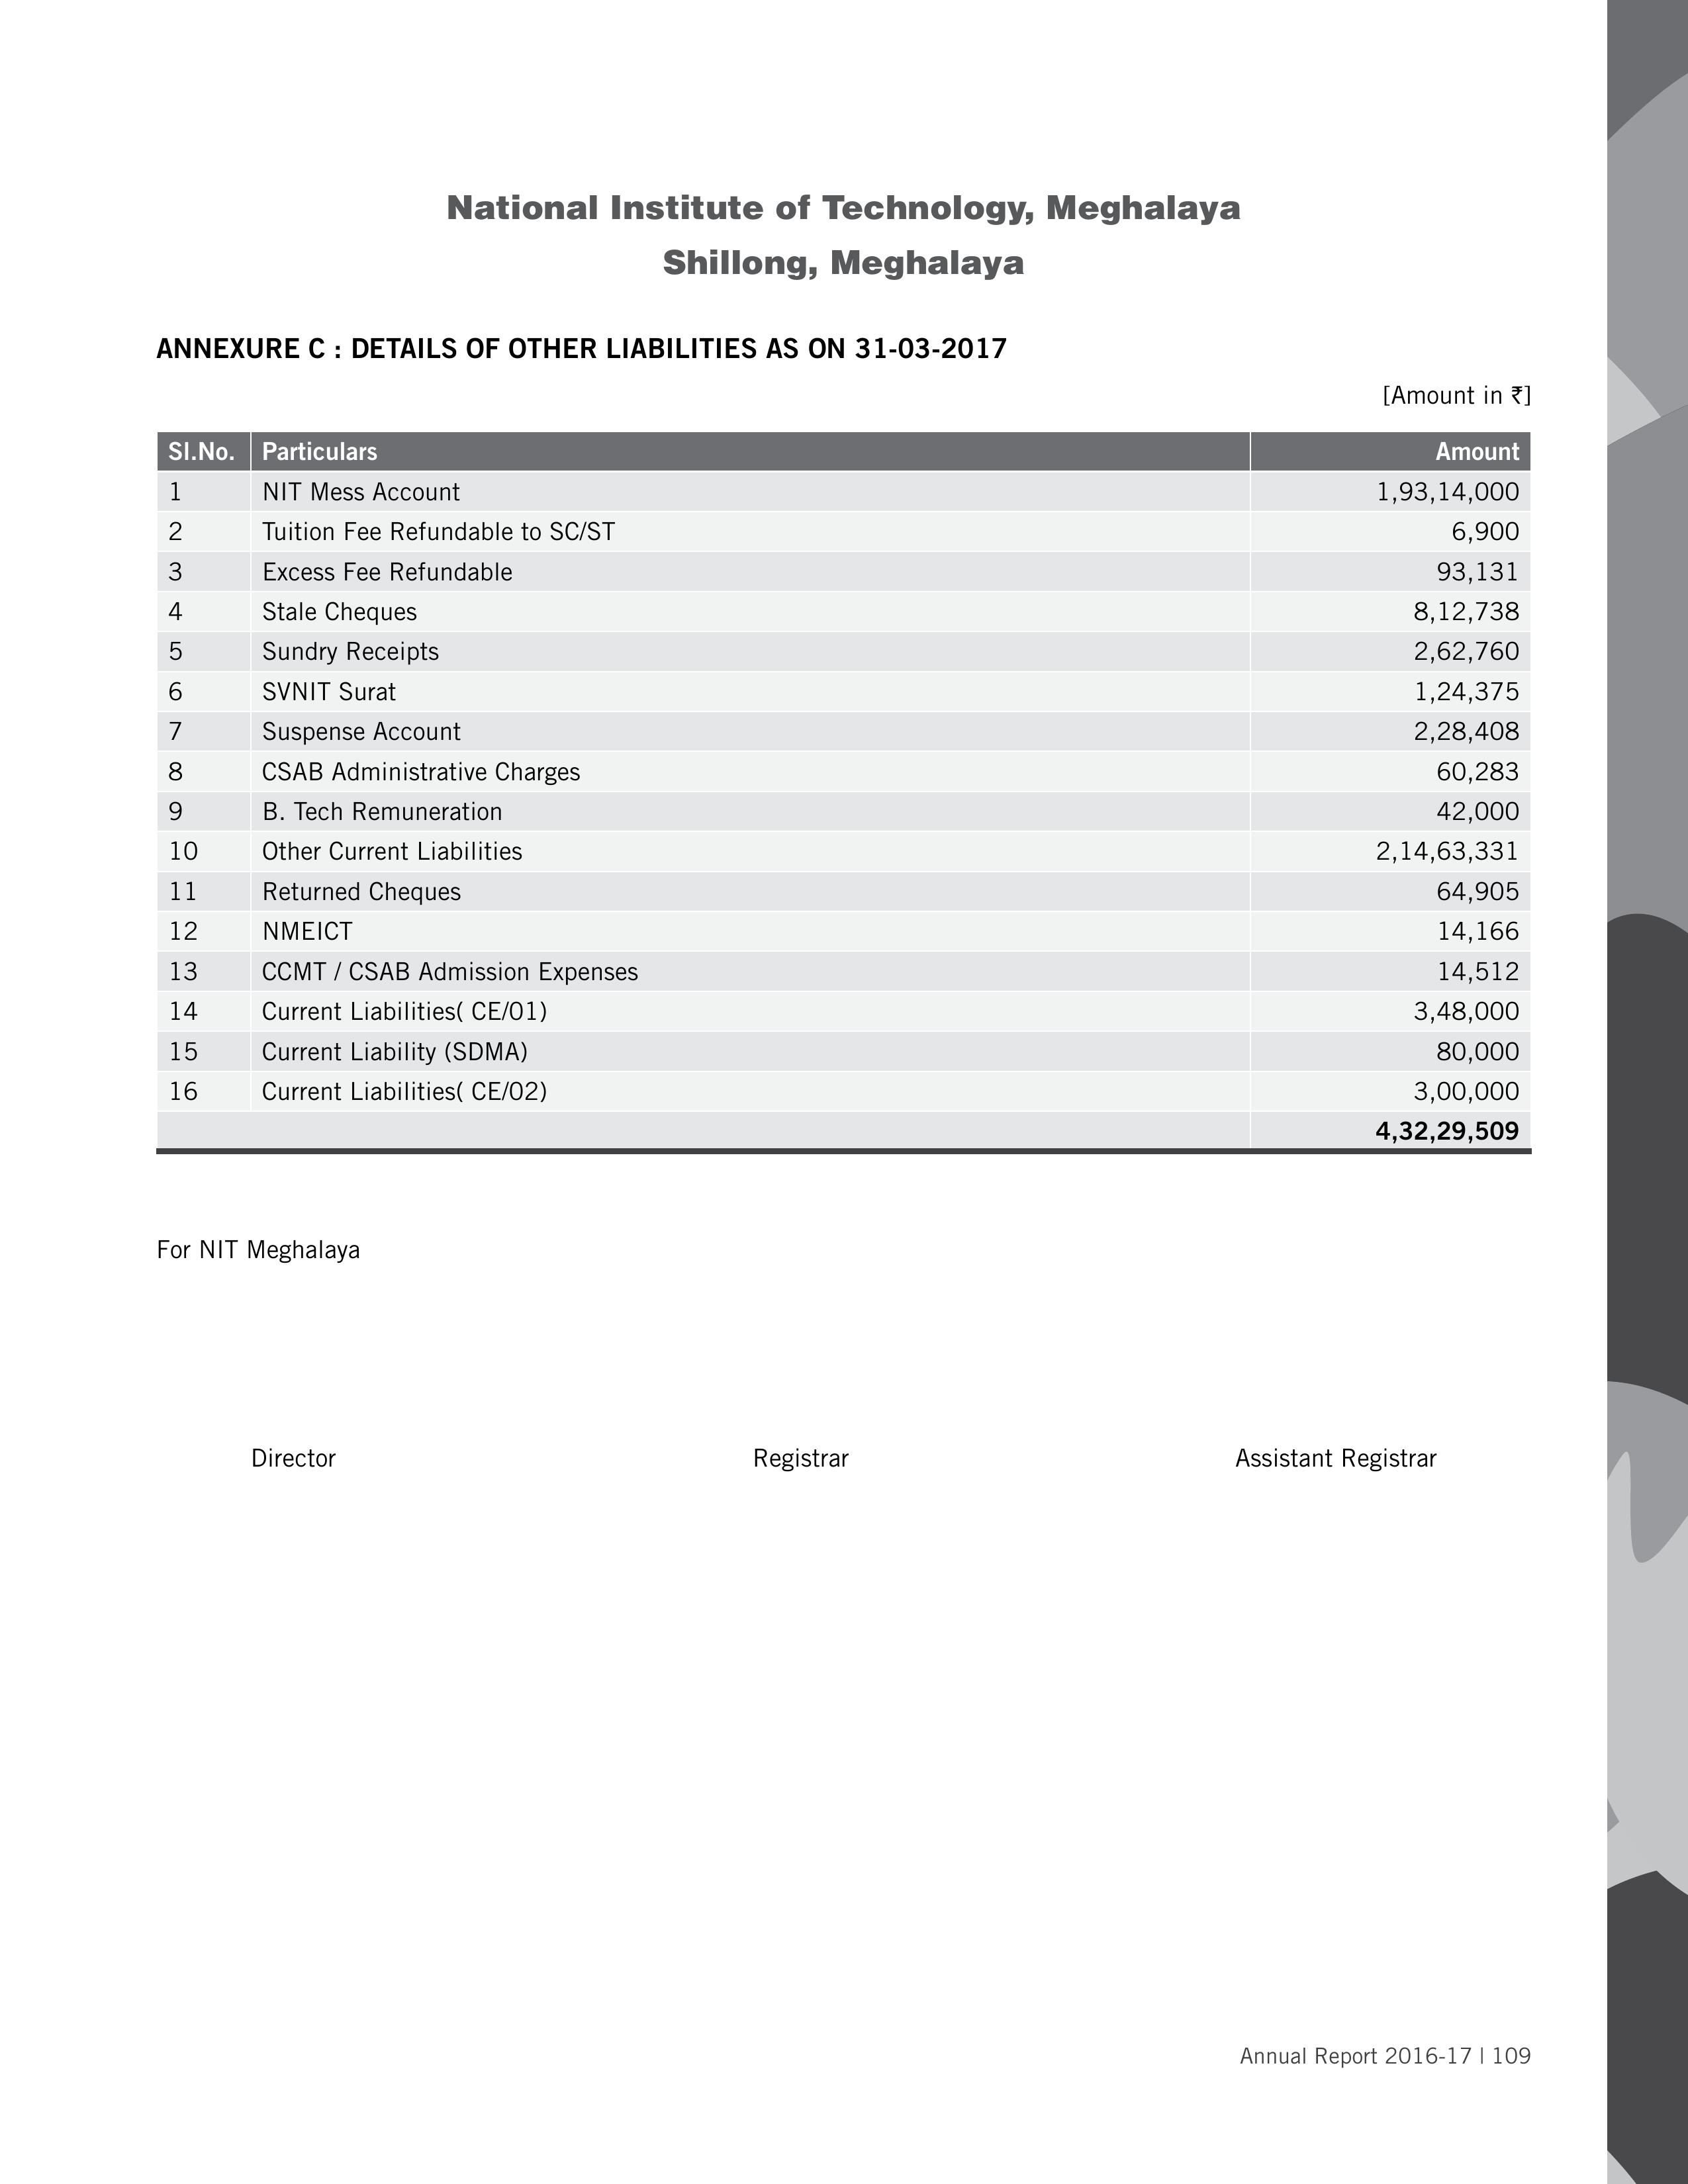 National Institute of Technology, Meghalaya
Shillong, Meghalaya
ANNEXURE C : DETAILS OF OTHER LIABILITIES AS ON 31-03-2017
[Amount in ₹]
Sl.No. Particulars Amount
1 NIT Mess Account 1,93,14,000
2 Tuition Fee Refundable to SC/ST 6,900
3 Excess Fee Refundable 93,131
4 Stale Cheques 8,12,738
5 Sundry Receipts 2,62,760
6 SVNIT Surat 1,24,375
7 Suspense Account 2,28,408
8 CSAB Administrative Charges 60,283
9 B. Tech Remuneration 42,000
10 Other Current Liabilities 2,14,63,331
11 Returned Cheques 64,905
12 NMEICT 14,166
13 CCMT / CSAB Admission Expenses 14,512
14 Current Liabilities( CE/01) 3,48,000
15 Current Liability (SDMA) 80,000
16 Current Liabilities( CE/02) 3,00,000
4,32,29,509
For NIT Meghalaya
Director Registrar Assistant Registrar
Annual Report 2016-17 | 109